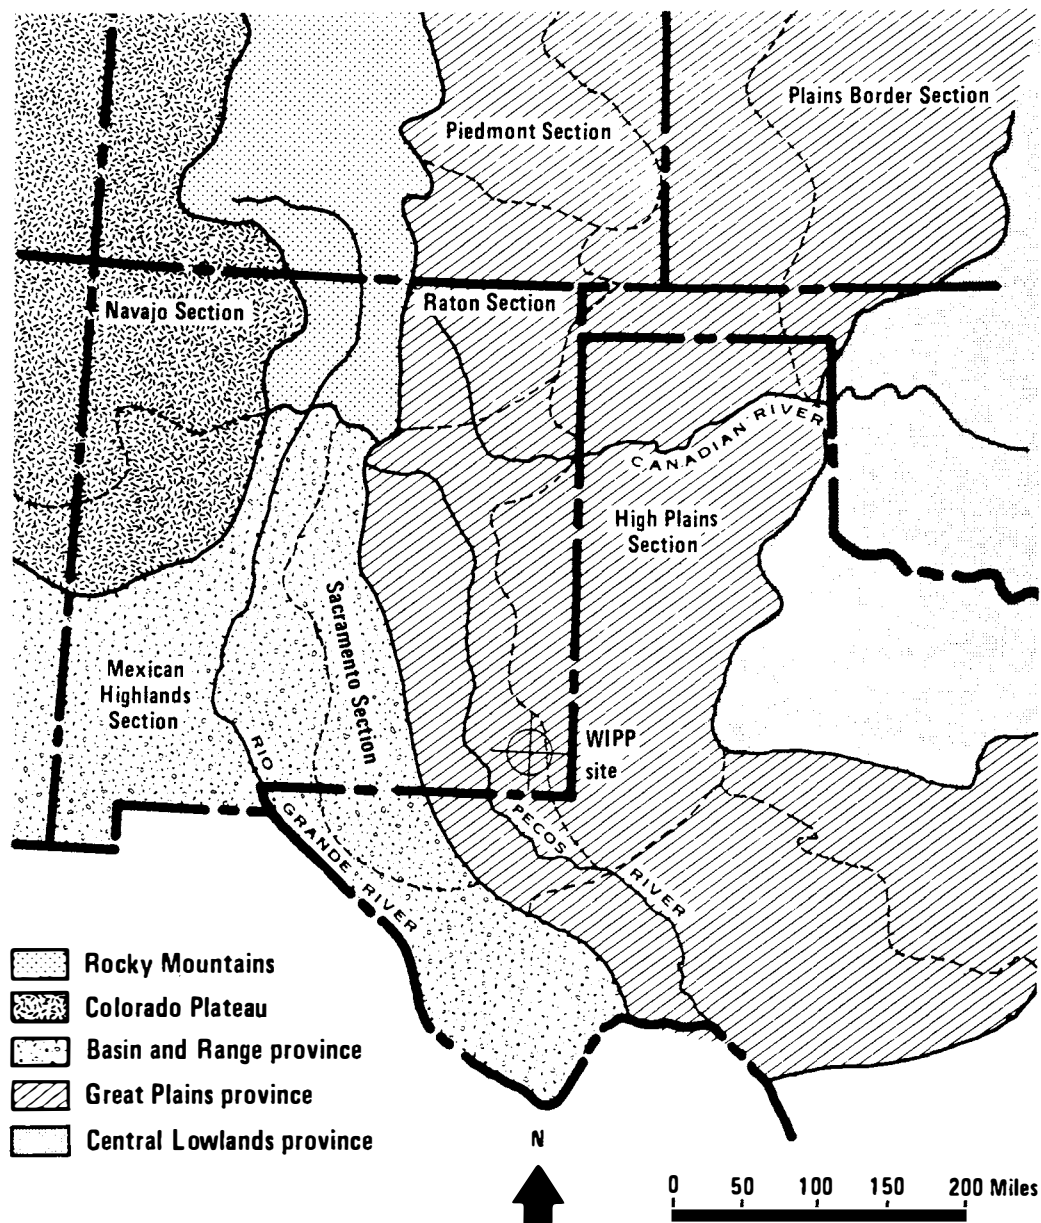 Plains Border Section
Piedmont Section
Navajo Section
Raton Section
CANADIAN RIVER
High Plains
Section
Sacramento Section
Mexican
Highlands
Section
WIPP
site
RIO
GRANDE RIVER
PECOS
RIVER
Rocky Mountains
Colorado Plateau
Basin and Range province
Great Plains province
Central Lowlands province
N
0 50 100 150 200 Miles